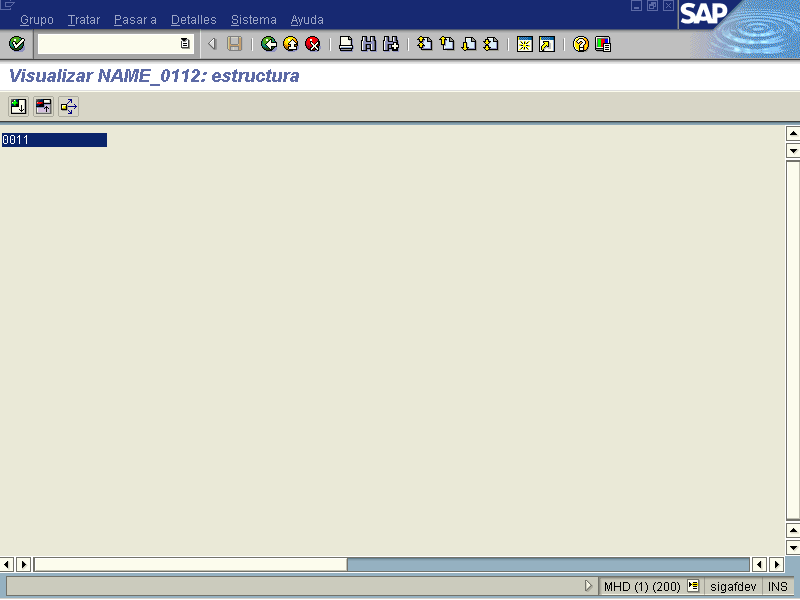 Grupo Tratar Pasar a Detalles Sistema Ayuda
SAP
Visualizar NAME_0112: estructura
0011
MHD (1) (200) sigafdev INS